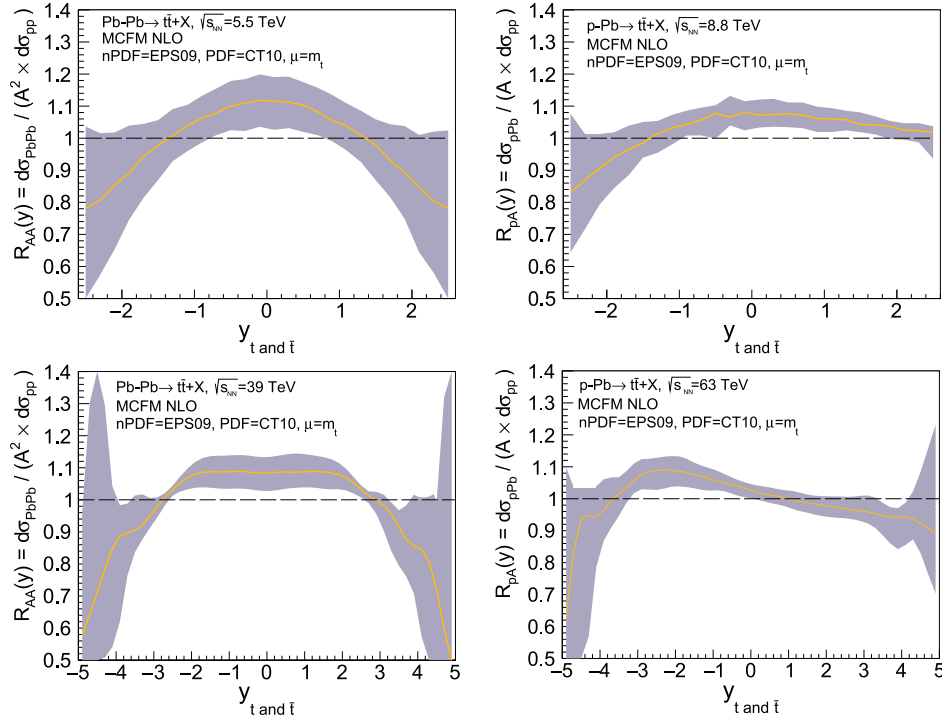 Pb-Pb→ tt̄+X, √sNN=5.5 TeV
MCFM NLO
nPDF=EPS09, PDF=CT10, μ=mt
RAA(y) = dσPbPb / (A² × dσpp)
1.4
1.3
1.2
1.1
1
0.9
0.8
0.7
0.6
0.5
−2 −1 0 1 2
y t and t̄
p-Pb→ tt̄+X, √sNN=8.8 TeV
MCFM NLO
nPDF=EPS09, PDF=CT10, μ=mt
RpA(y) = dσpPb / (A × dσpp)
1.4
1.3
1.2
1.1
1
0.9
0.8
0.7
0.6
0.5
−2 −1 0 1 2
y t and t̄
Pb-Pb→ tt̄+X, √sNN=39 TeV
MCFM NLO
nPDF=EPS09, PDF=CT10, μ=mt
RAA(y) = dσPbPb / (A² × dσpp)
1.4
1.3
1.2
1.1
1
0.9
0.8
0.7
0.6
0.5
−5 −4 −3 −2 −1 0 1 2 3 4 5
y t and t̄
p-Pb→ tt̄+X, √sNN=63 TeV
MCFM NLO
nPDF=EPS09, PDF=CT10, μ=mt
RpA(y) = dσpPb / (A × dσpp)
1.4
1.3
1.2
1.1
1
0.9
0.8
0.7
0.6
0.5
−5 −4 −3 −2 −1 0 1 2 3 4 5
y t and t̄